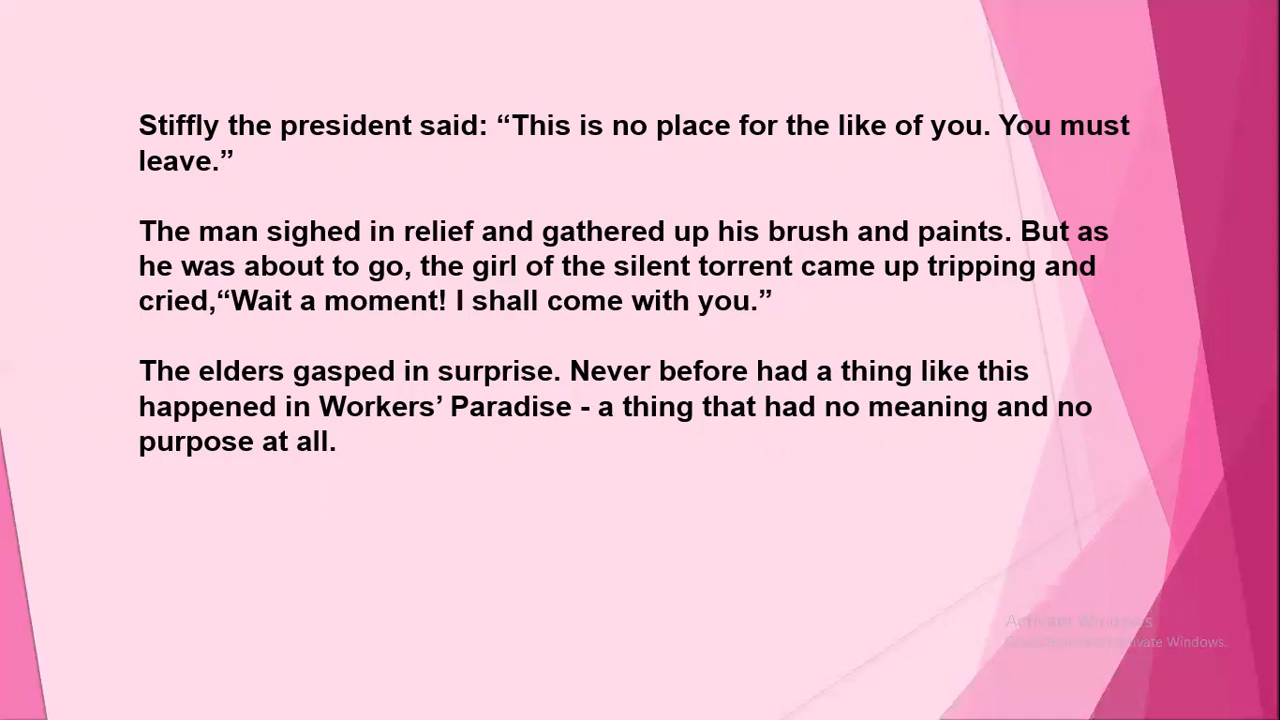 Stiffly the president said: “This is no place for the like of you. You must
leave.”
The man sighed in relief and gathered up his brush and paints. But as
he was about to go, the girl of the silent torrent came up tripping and
cried,“Wait a moment! I shall come with you.”
The elders gasped in surprise. Never before had a thing like this
happened in Workers’ Paradise - a thing that had no meaning and no
purpose at all.
Activate Windows
Activate Windows.